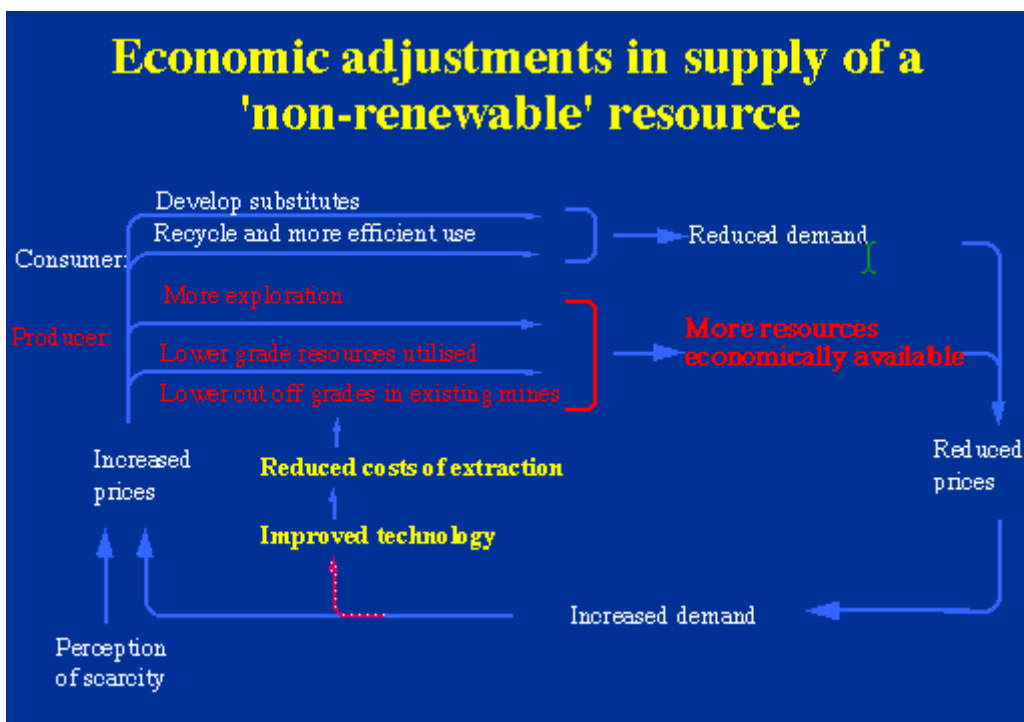 Economic adjustments in supply of a
'non-renewable' resource
Develop substitutes
Recycle and more efficient use
Reduced demand
Consumer:
More exploration
Producer:
More resources
economically available
Lower grade resources utilised
Lower cut off grades in existing mines
Increased
prices
Reduced costs of extraction
Reduced
prices
Improved technology
Increased demand
Perception
of scarcity